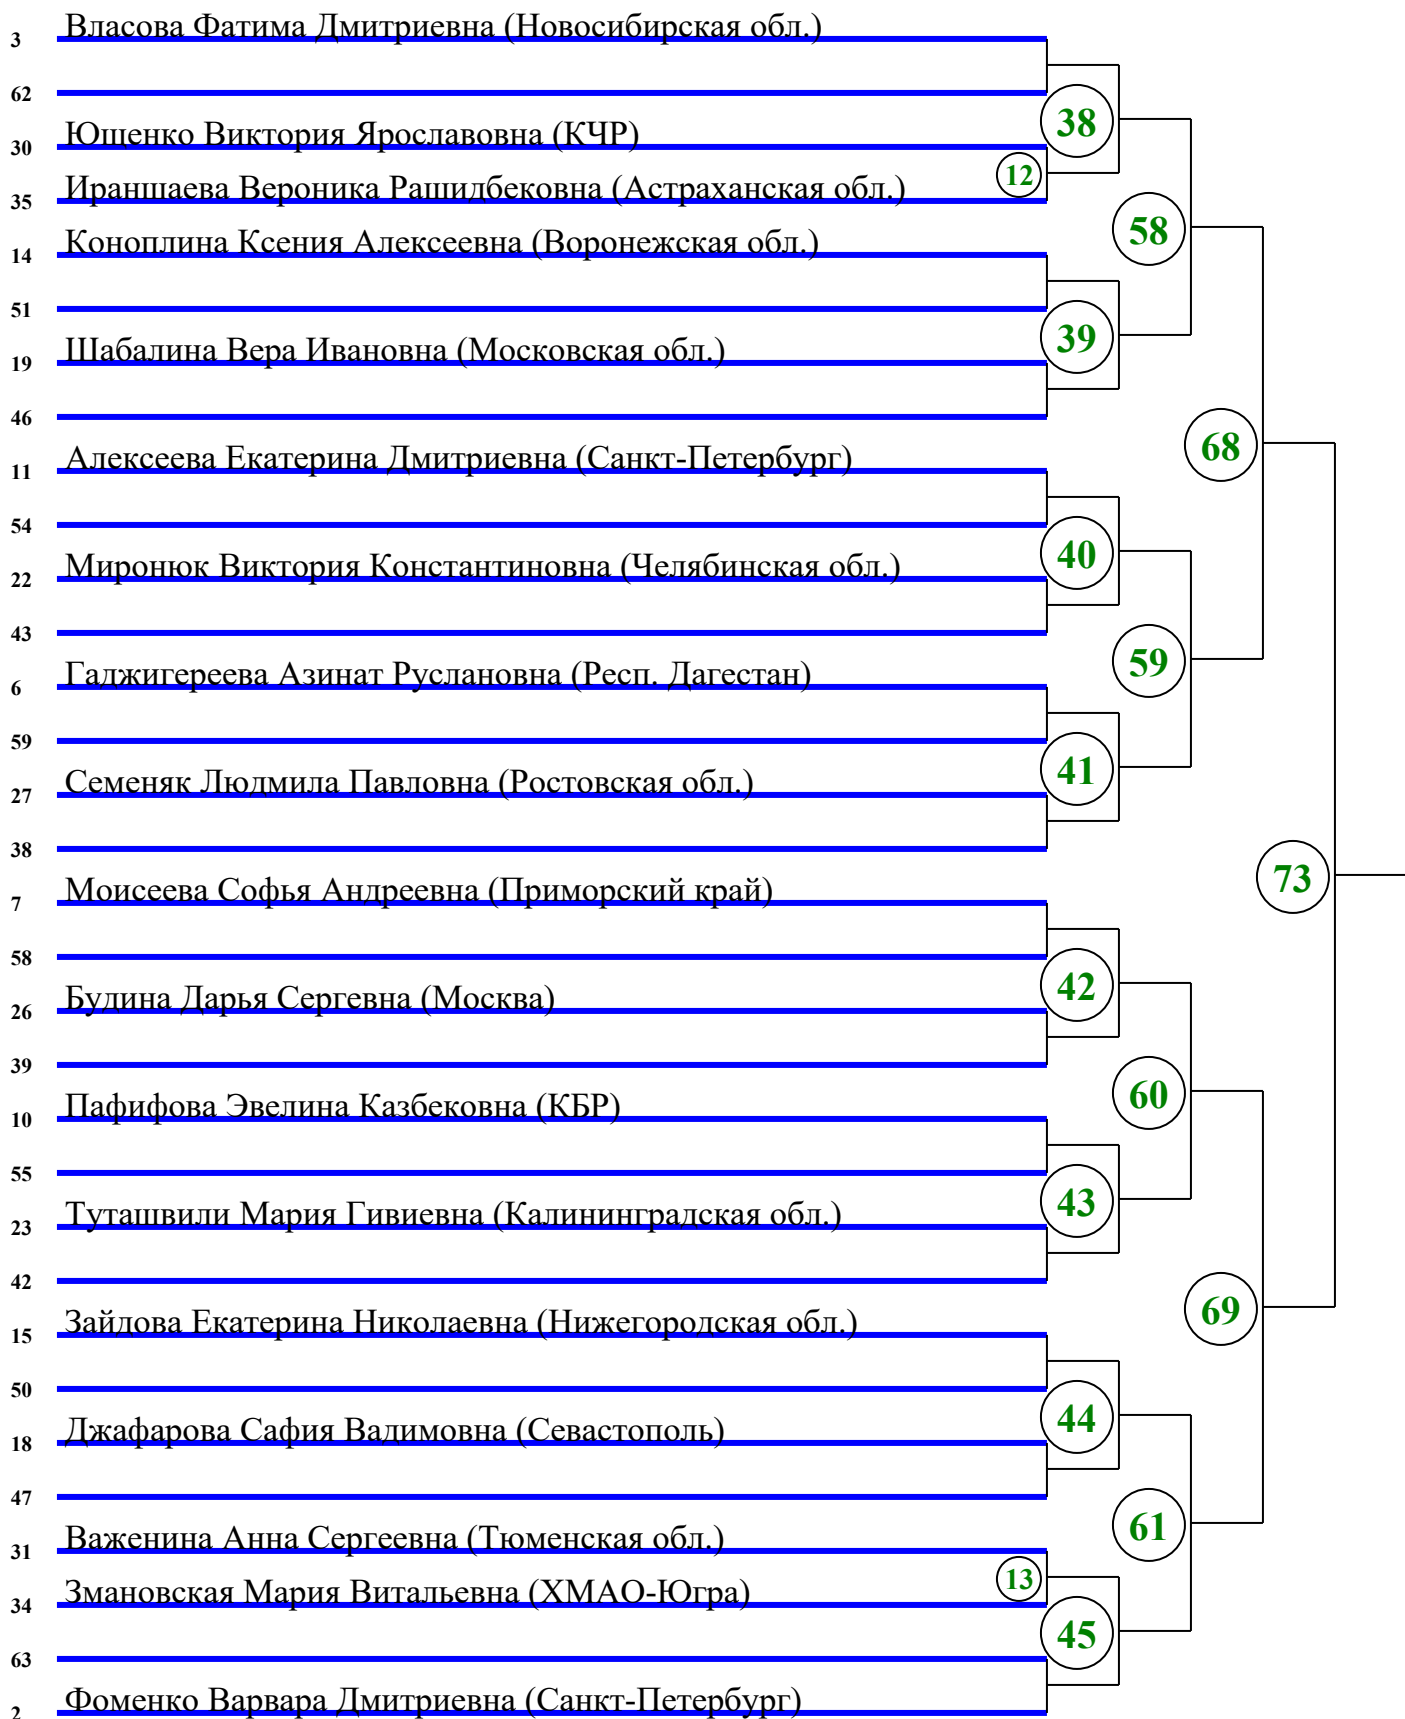 3 Власова Фатима Дмитриевна (Новосибирская обл.)
62
38
30 Ющенко Виктория Ярославовна (КЧР)
12
35 Ираншаева Вероника Рашидбековна (Астраханская обл.)
58
14 Коноплина Ксения Алексеевна (Воронежская обл.)
51
39
19 Шабалина Вера Ивановна (Московская обл.)
46
68
11 Алексеева Екатерина Дмитриевна (Санкт-Петербург)
54
40
22 Миронюк Виктория Константиновна (Челябинская обл.)
43
59
6 Гаджигереева Азинат Руслановна (Респ. Дагестан)
59
41
27 Семеняк Людмила Павловна (Ростовская обл.)
38
73
7 Моисеева Софья Андреевна (Приморский край)
58
42
26 Будина Дарья Сергевна (Москва)
39
60
10 Пафифова Эвелина Казбековна (КБР)
55
43
23 Туташвили Мария Гивиевна (Калининградская обл.)
42
69
15 Зайдова Екатерина Николаевна (Нижегородская обл.)
50
44
18 Джафарова Сафия Вадимовна (Севастополь)
47
61
31 Важенина Анна Сергеевна (Тюменская обл.)
13
34 Змановская Мария Витальевна (ХМАО-Югра)
45
63
2 Фоменко Варвара Дмитриевна (Санкт-Петербург)